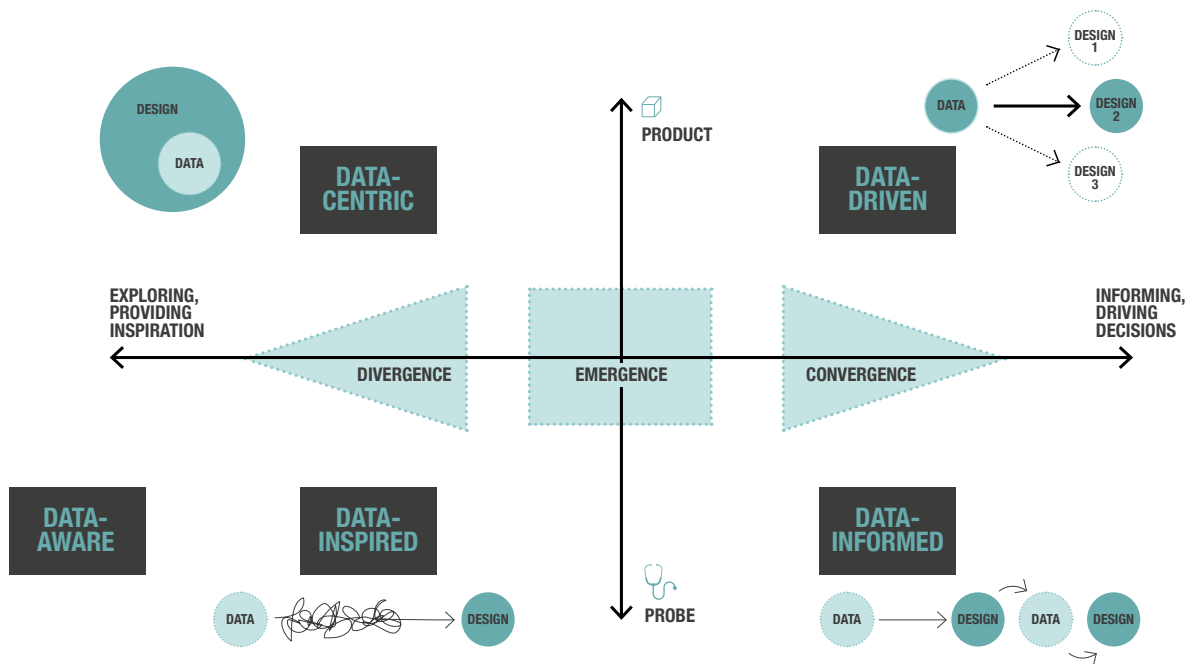 DESIGN
1
DESIGN
DATA
DESIGN
2
PRODUCT
DATA
DATA-
CENTRIC
DATA-
DRIVEN
DESIGN
3
EXPLORING,
PROVIDING
INSPIRATION
INFORMING,
DRIVING
DECISIONS
DIVERGENCE
EMERGENCE
CONVERGENCE
DATA-
AWARE
DATA-
INSPIRED
DATA-
INFORMED
DATA
DESIGN
PROBE
DATA
DESIGN
DATA
DESIGN